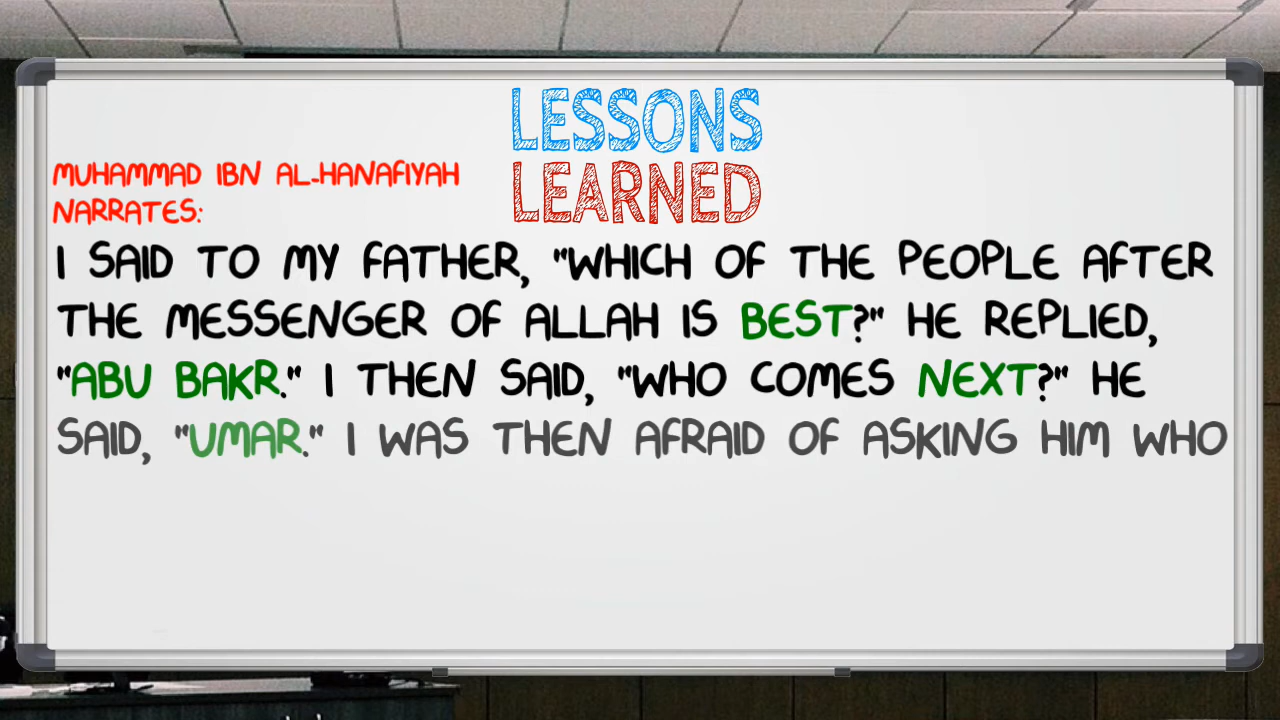 LESSONS
LEARNED
MUHAMMAD IBN AL-HANAFIYAH
NARRATES:
I SAID TO MY FATHER, "WHICH OF THE PEOPLE AFTER
THE MESSENGER OF ALLAH IS BEST?" HE REPLIED,
"ABU BAKR." I THEN SAID, "WHO COMES NEXT?" HE
SAID, "UMAR." I WAS THEN AFRAID OF ASKING HIM WHO